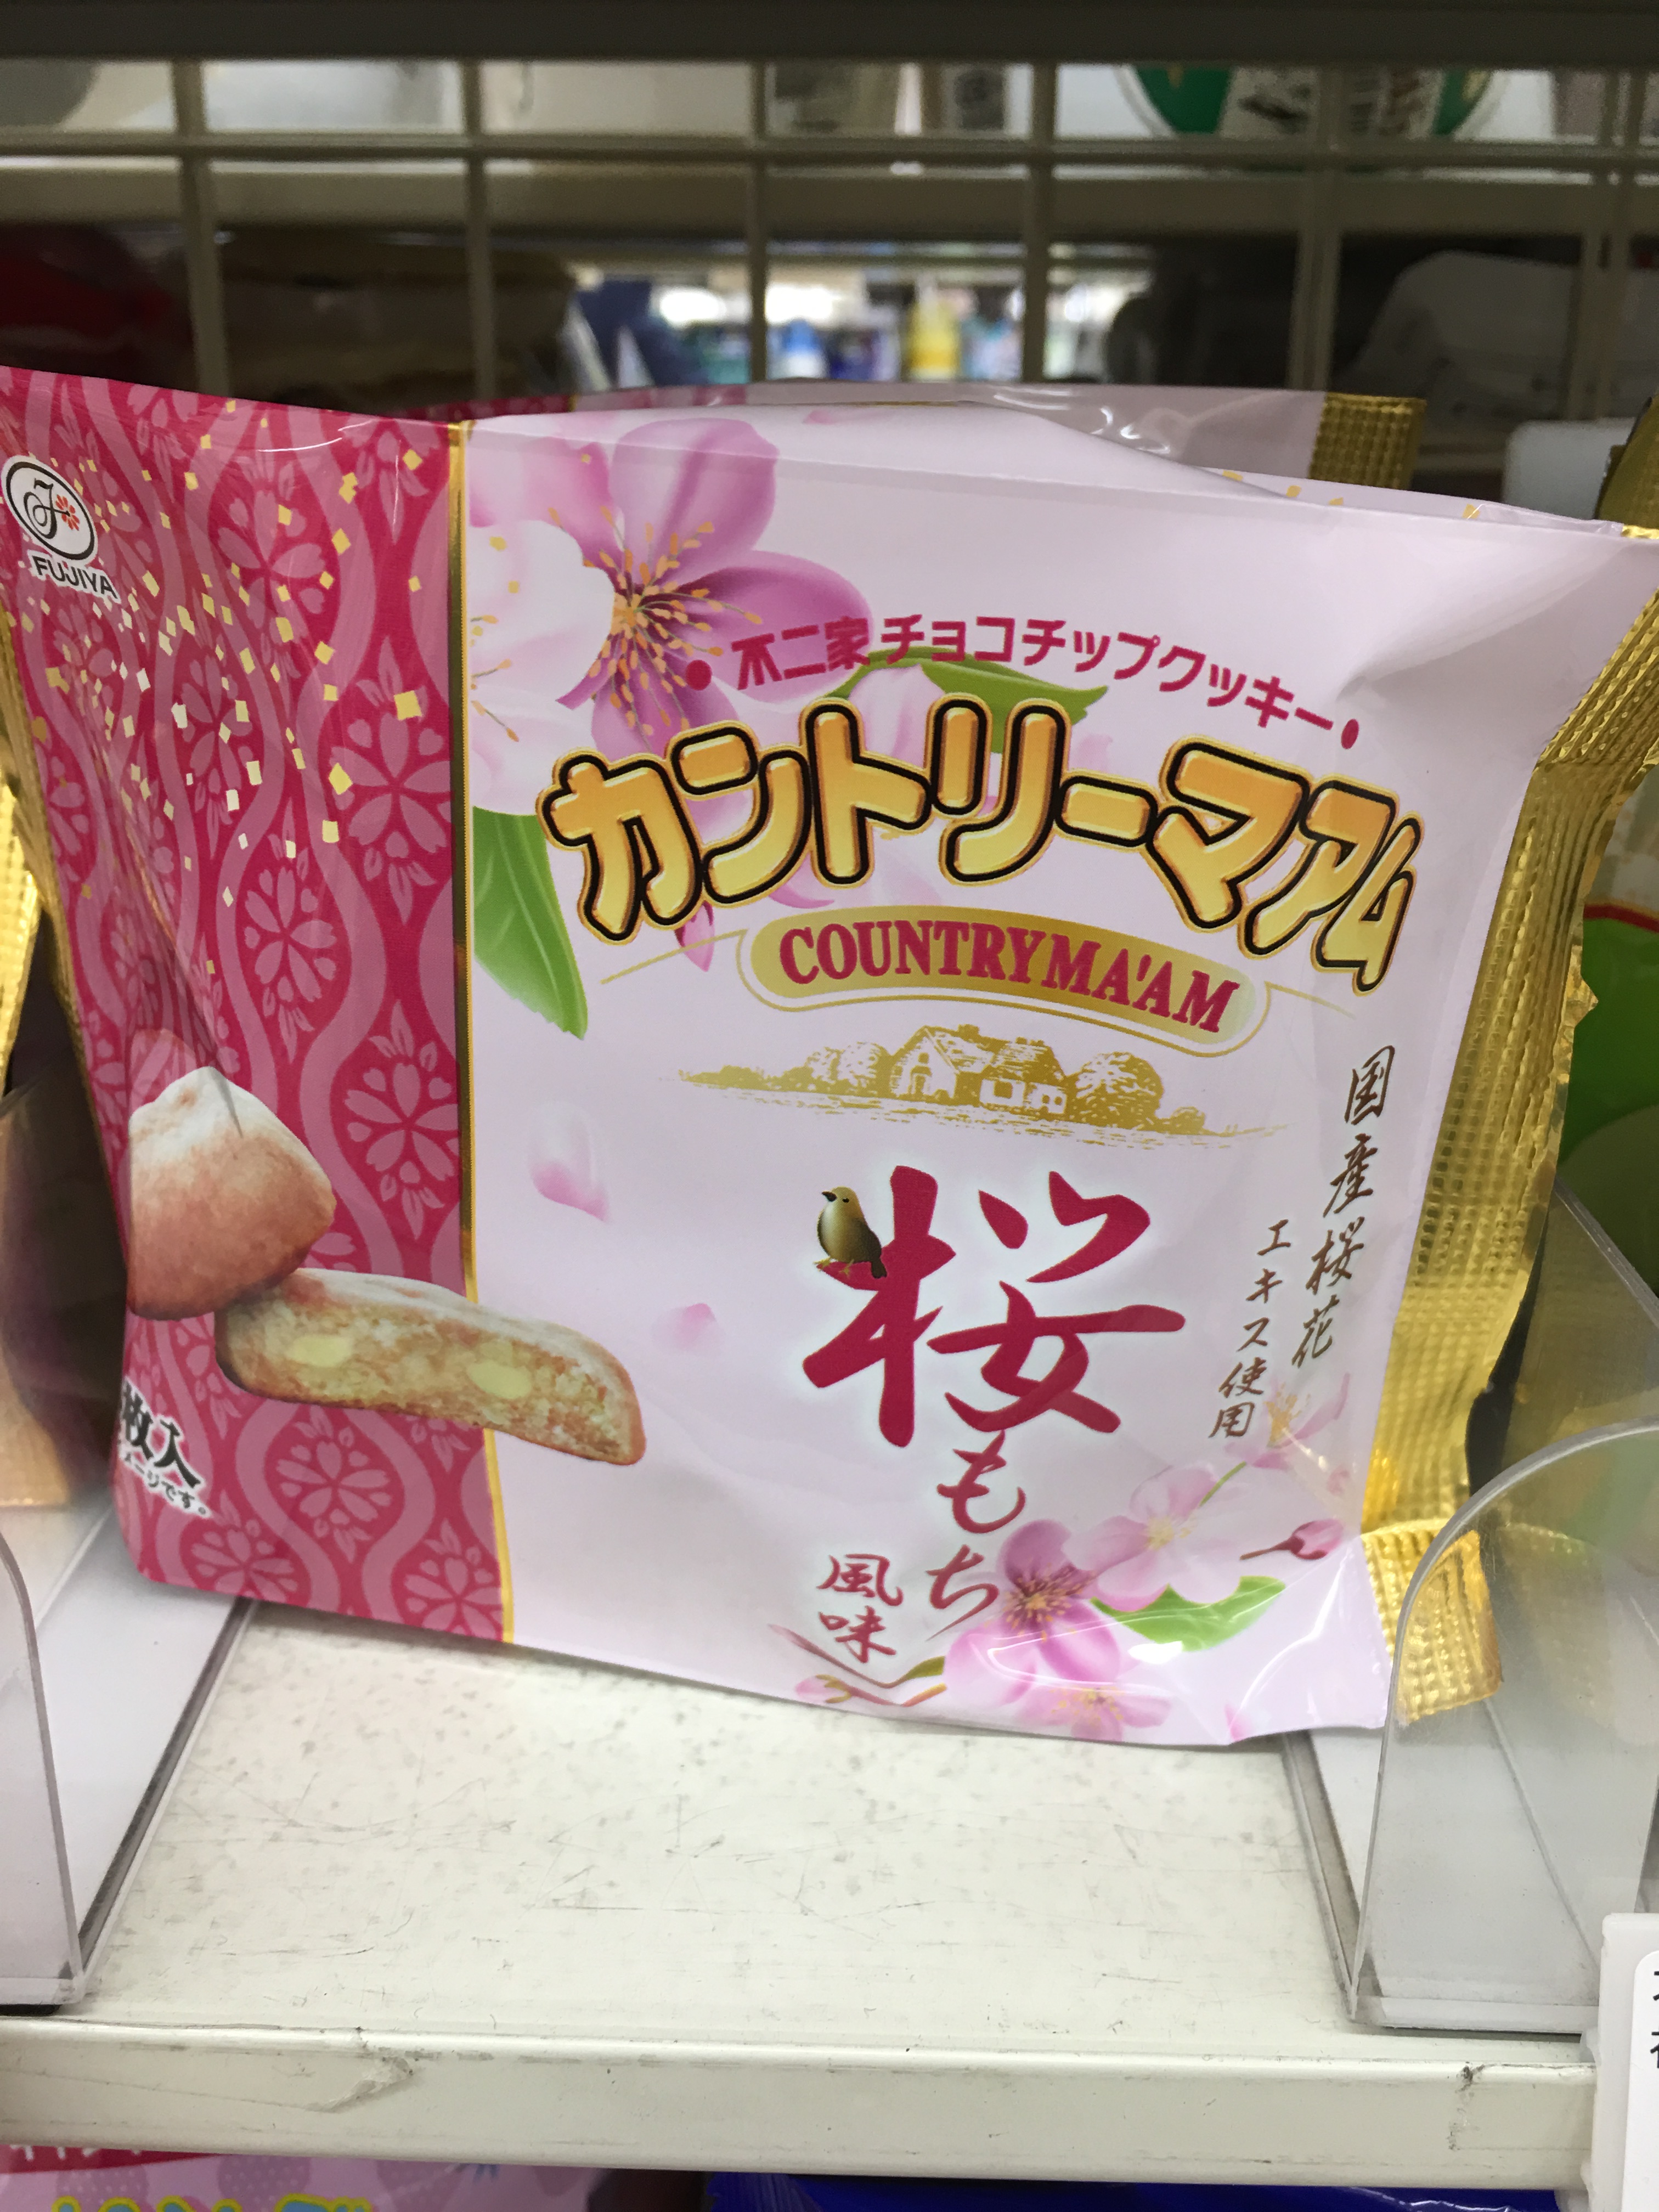 FUJIYA
不二家チョコチップクッキー
カントリーマアム
COUNTRY MA'AM
国産桜花
エキス使用
桜もち
風味
枚入
ージです。